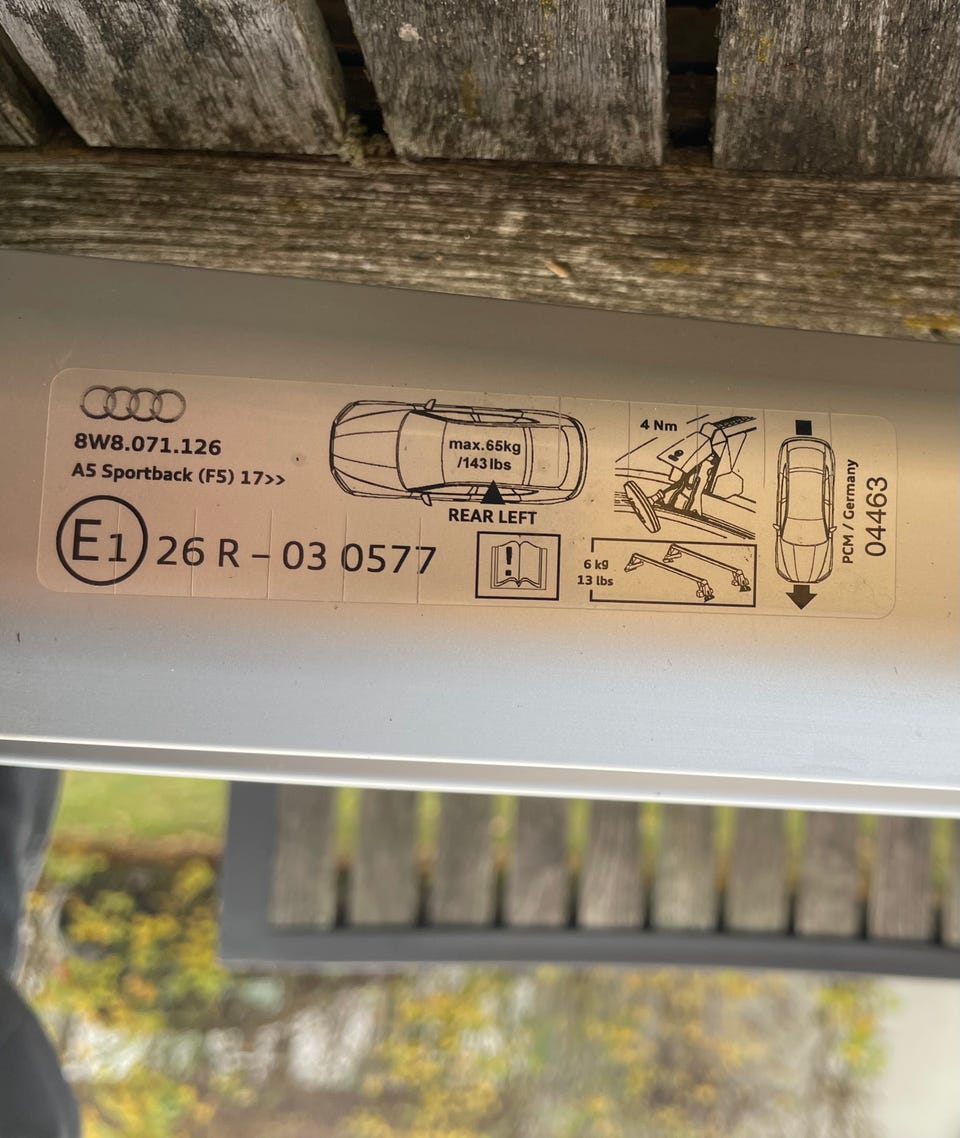 8W8.071.126
A5 Sportback (F5) 17>>
E1 26 R – 03 0577
max.65kg
/143 lbs
REAR LEFT
!
4 Nm
6 kg
13 lbs
PCM / Germany
04463